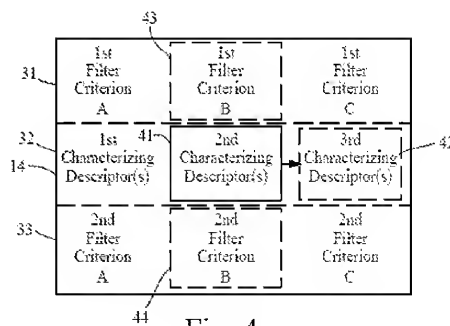 43
31
1st Filter Criterion A
1st Filter Criterion B
1st Filter Criterion C
32
14
41
42
1st Characterizing Descriptor(s)
2nd Characterizing Descriptor(s)
3rd Characterizing Descriptor(s)
33
2nd Filter Criterion A
2nd Filter Criterion B
2nd Filter Criterion C
44
Fig. 4